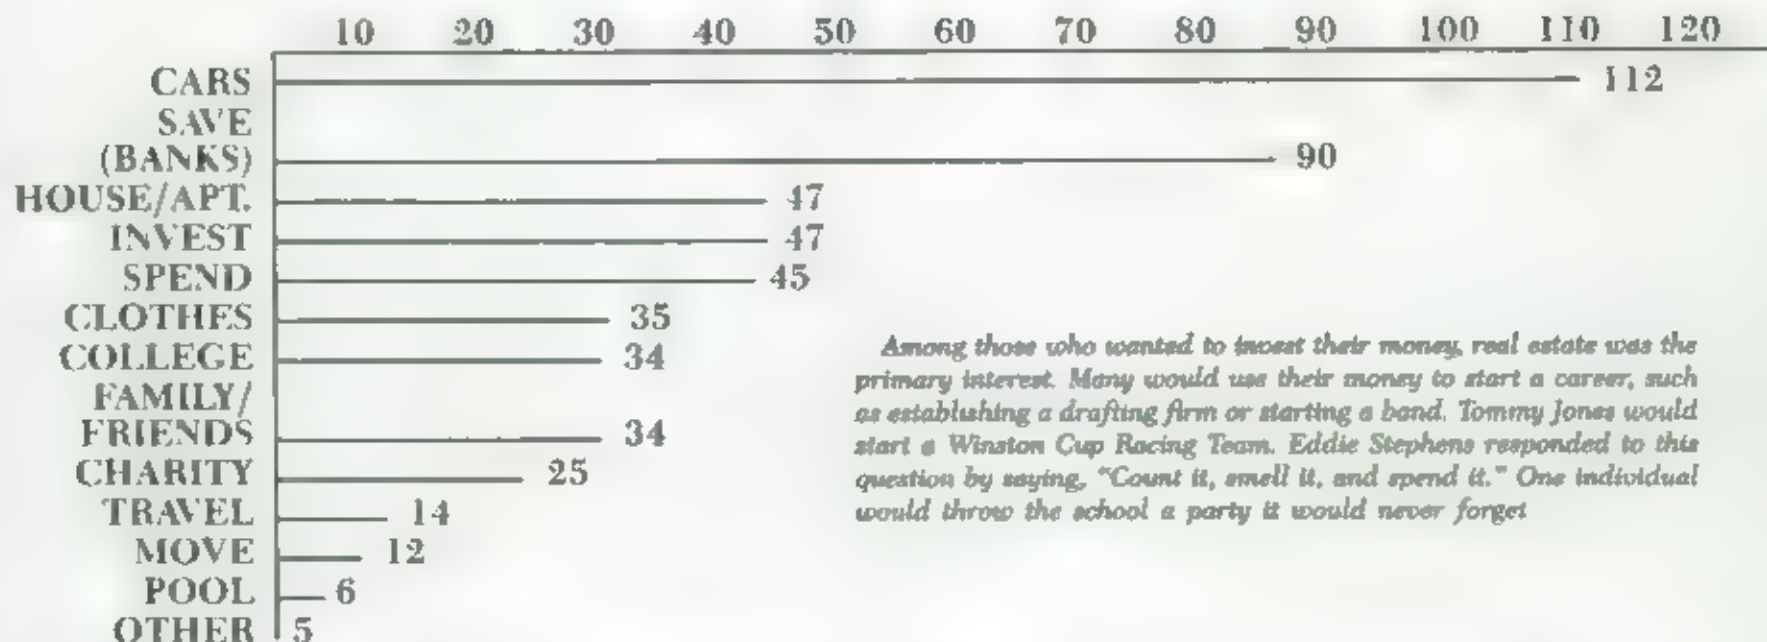 10 20 30 40 50 60 70 80 90 100 110 120
CARS 112
SAVE
(BANKS) 90
HOUSE/APT. 47
INVEST 47
SPEND 45
CLOTHES 35
COLLEGE 34
FAMILY/
FRIENDS 34
CHARITY 25
TRAVEL 14
MOVE 12
POOL 6
OTHER 5
Among those who wanted to invest their money, real estate was the
primary interest. Many would use their money to start a career, such
as establishing a drafting firm or starting a band. Tommy Jones would
start a Winston Cup Racing Team. Eddie Stephens responded to this
question by saying, "Count it, smell it, and spend it." One individual
would throw the school a party it would never forget